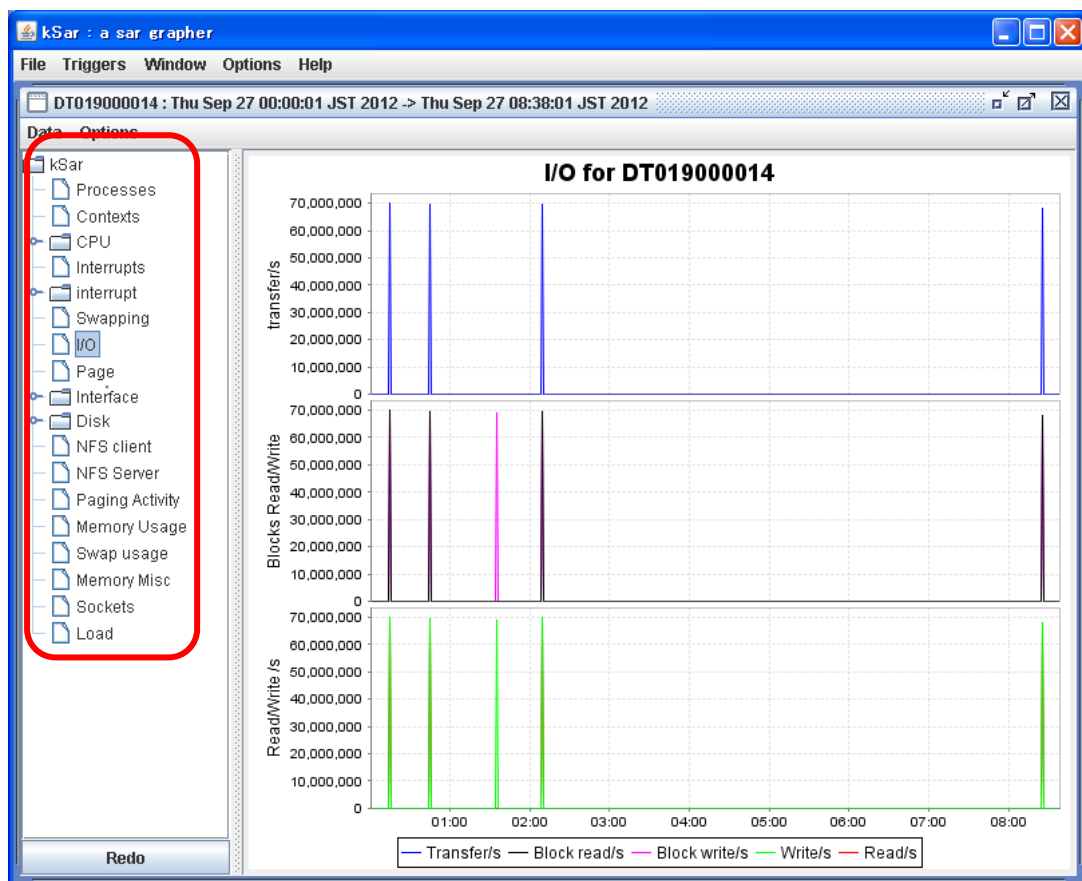 kSar : a sar grapher
File Triggers Window Options Help
DT019000014 : Thu Sep 27 00:00:01 JST 2012 -> Thu Sep 27 08:38:01 JST 2012
Data Options
kSar
Processes
Contexts
CPU
Interrupts
interrupt
Swapping
I/O
Page
Interface
Disk
NFS client
NFS Server
Paging Activity
Memory Usage
Swap usage
Memory Misc
Sockets
Load
Redo
I/O for DT019000014
transfer/s
70,000,000
60,000,000
50,000,000
40,000,000
30,000,000
20,000,000
10,000,000
0
Blocks Read/Write
70,000,000
60,000,000
50,000,000
40,000,000
30,000,000
20,000,000
10,000,000
0
Read/Write /s
70,000,000
60,000,000
50,000,000
40,000,000
30,000,000
20,000,000
10,000,000
0
01:00 02:00 03:00 04:00 05:00 06:00 07:00 08:00
Transfer/s Block read/s Block write/s Write/s Read/s